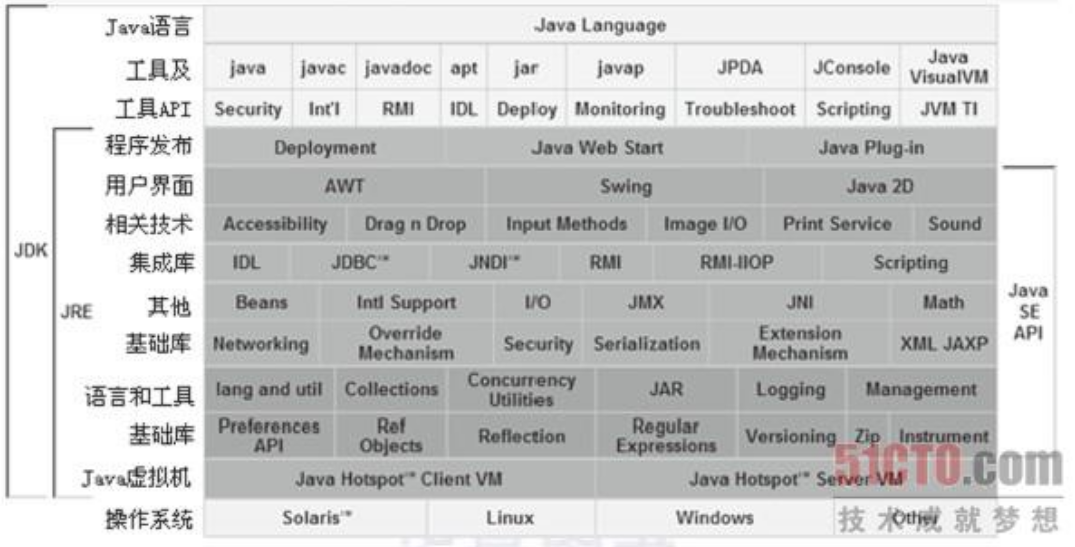 Java语言 Java Language
工具及 java javac javadoc apt jar javap JPDA JConsole Java VisualVM
工具API Security Int'l RMI IDL Deploy Monitoring Troubleshoot Scripting JVM TI
程序发布 Deployment Java Web Start Java Plug-in
用户界面 AWT Swing Java 2D
相关技术 Accessibility Drag n Drop Input Methods Image I/O Print Service Sound
JDK
集成库 IDL JDBC™ JNDI™ RMI RMI-IIOP Scripting
JRE
其他 Beans Intl Support I/O JMX JNI Math
Java SE API
基础库 Networking Override Mechanism Security Serialization Extension Mechanism XML JAXP
语言和工具 lang and util Collections Concurrency Utilities JAR Logging Management
基础库 Preferences API Ref Objects Reflection Regular Expressions Versioning Zip Instrument
Java虚拟机 Java Hotspot™ Client VM Java Hotspot™ Server VM
操作系统 Solaris™ Linux Windows Other
51CTO.com
技术成就梦想